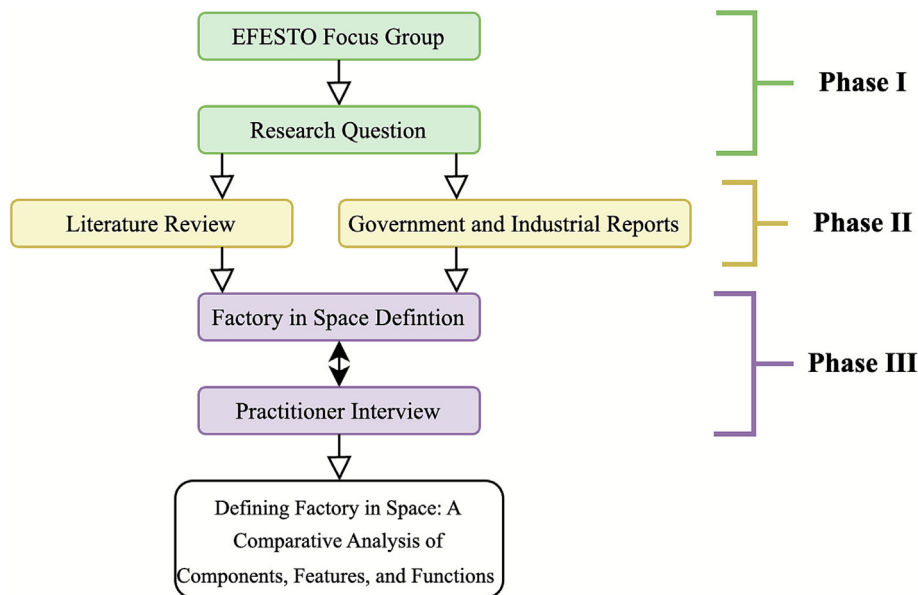 EFESTO Focus Group
Phase I
Research Question
Literature Review
Government and Industrial Reports
Phase II
Factory in Space Defintion
Phase III
Practitioner Interview
Defining Factory in Space: A
Comparative Analysis of
Components, Features, and Functions